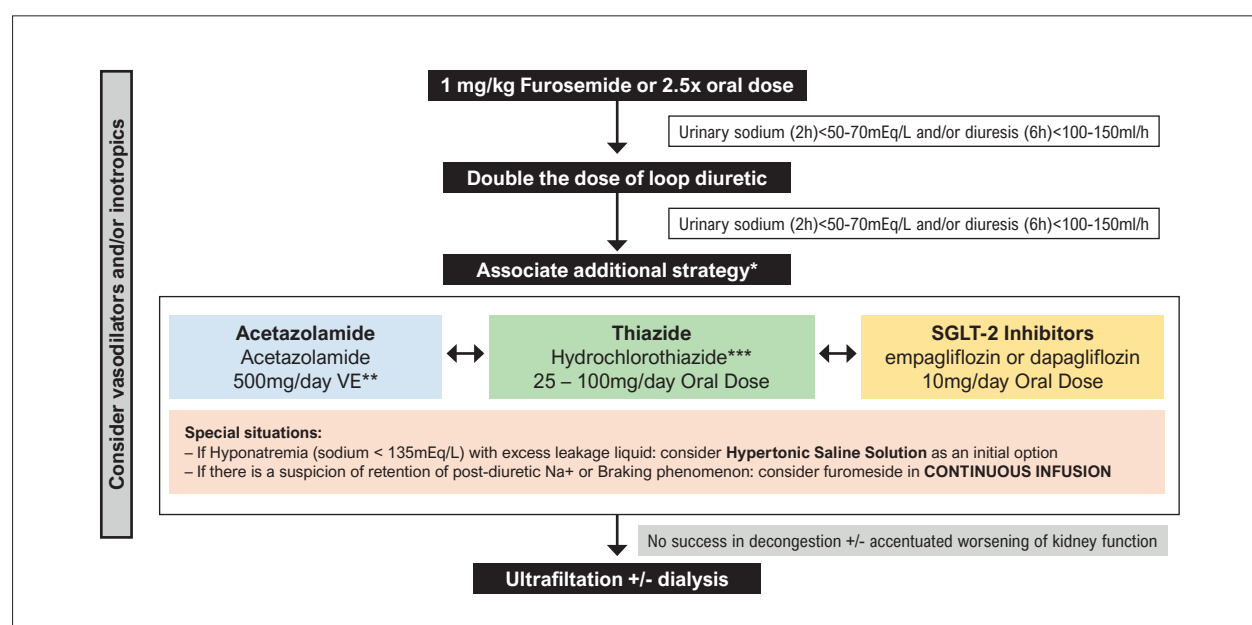 Consider vasodilators and/or inotropics
1 mg/kg Furosemide or 2.5x oral dose
Urinary sodium (2h)<50-70mEq/L and/or diuresis (6h)<100-150ml/h
Double the dose of loop diuretic
Urinary sodium (2h)<50-70mEq/L and/or diuresis (6h)<100-150ml/h
Associate additional strategy*
Acetazolamide
Acetazolamide
500mg/day VE**
Thiazide
Hydrochlorothiazide***
25 – 100mg/day Oral Dose
SGLT-2 Inhibitors
empagliflozin or dapagliflozin
10mg/day Oral Dose
Special situations:
– If Hyponatremia (sodium < 135mEq/L) with excess leakage liquid: consider Hypertonic Saline Solution as an initial option
– If there is a suspicion of retention of post-diuretic Na+ or Braking phenomenon: consider furomeside in CONTINUOUS INFUSION
No success in decongestion +/- accentuated worsening of kidney function
Ultrafiltation +/- dialysis